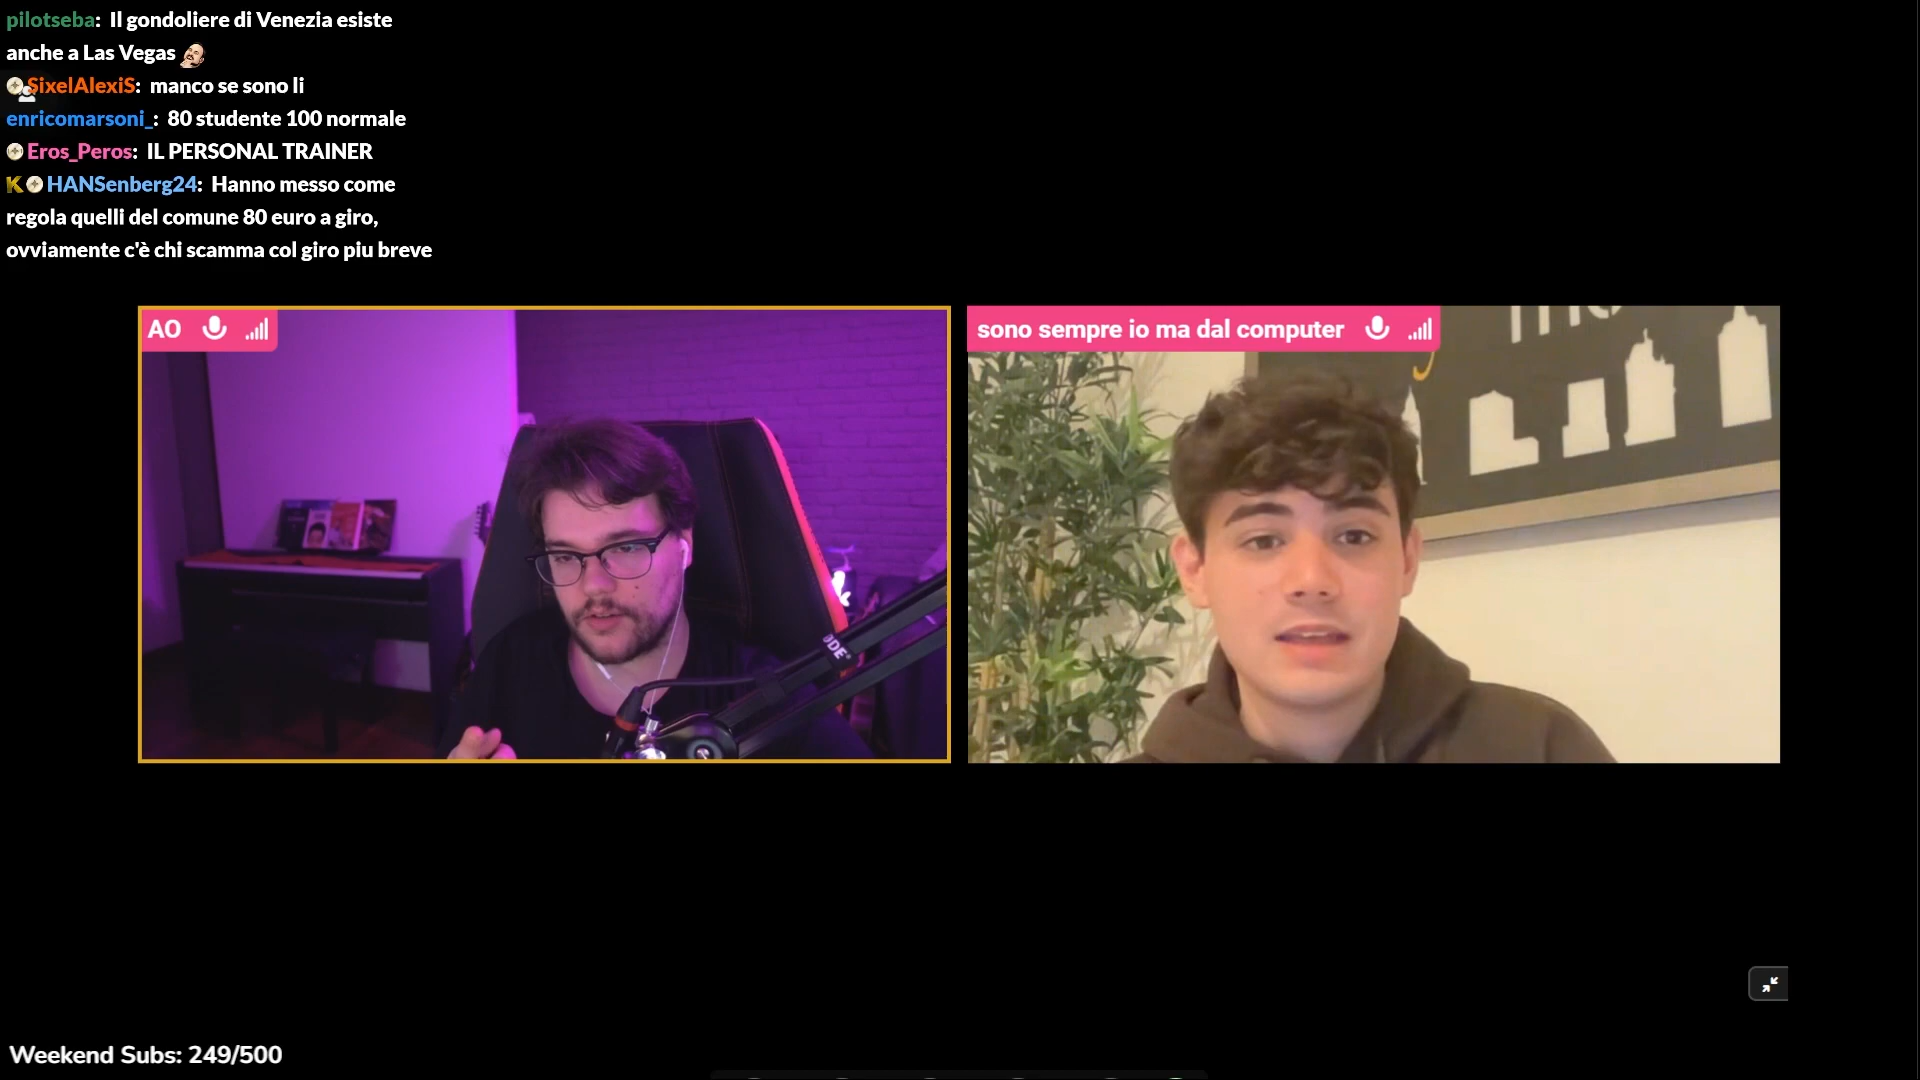 pilotseba: Il gondoliere di Venezia esiste
anche a Las Vegas
SixelAlexiS: manco se sono li
enricomarsoni_: 80 studente 100 normale
Eros_Peros: IL PERSONAL TRAINER
HANSenberg24: Hanno messo come
regola quelli del comune 80 euro a giro,
ovviamente c'è chi scamma col giro piu breve
AO
sono sempre io ma dal computer
Weekend Subs: 249/500